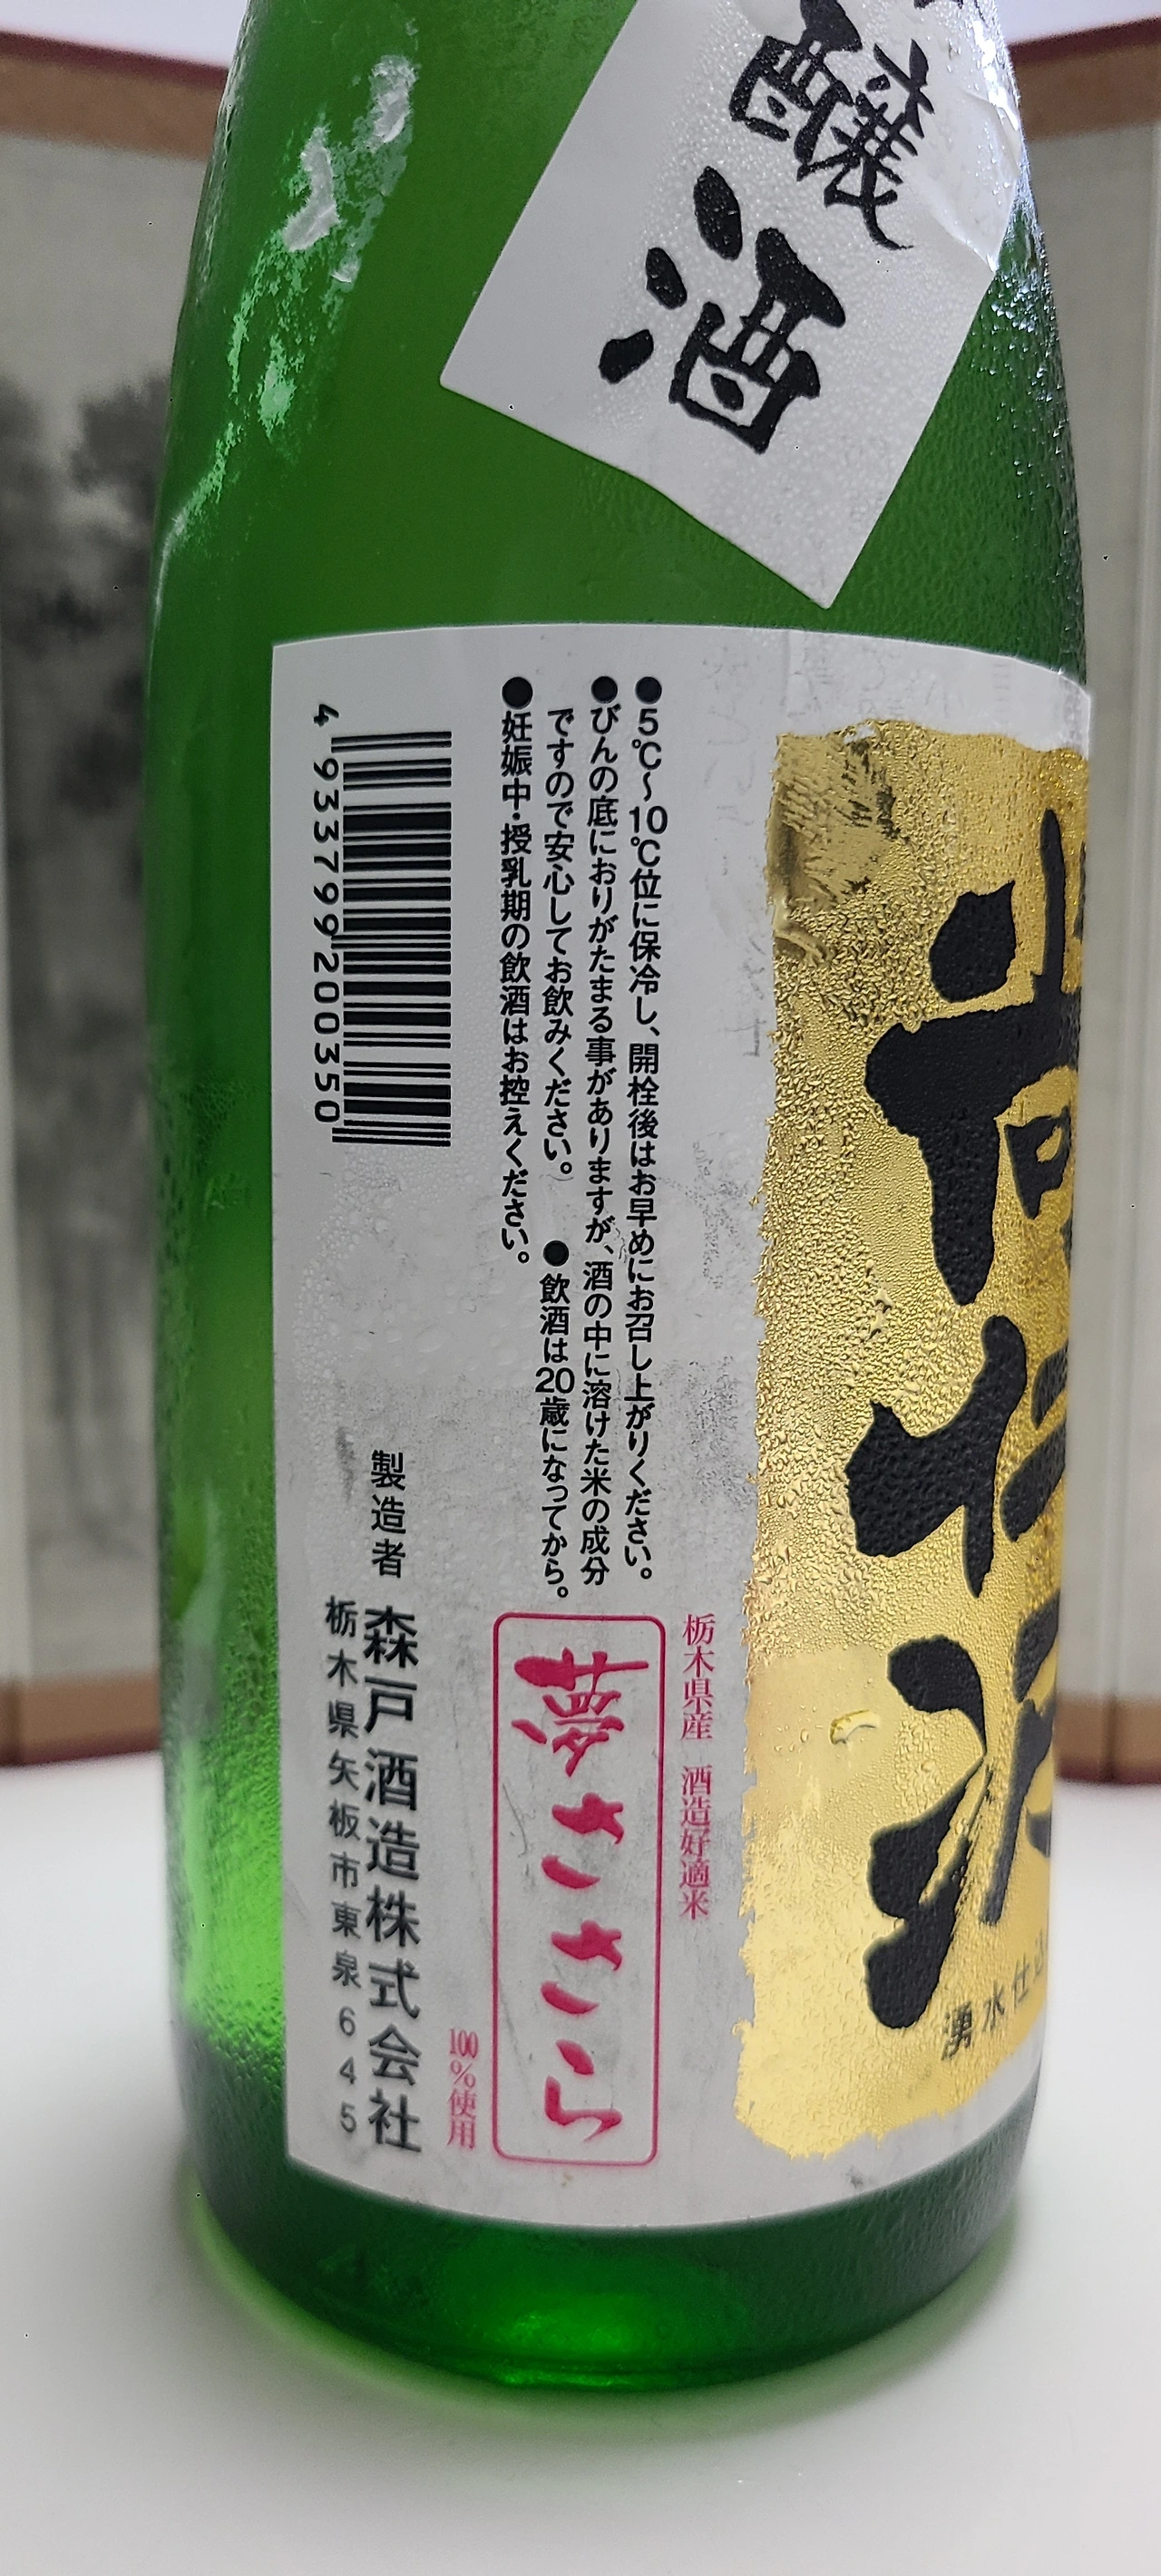 醸酒
尚仁沢
湧水仕込
栃木県産 酒造好適米
夢ささら
100%使用
●5℃～10℃位に保冷し、開栓後はお早めにお召し上がりください。
●びんの底におりがたまる事がありますが、酒の中に溶けた米の成分
ですので安心してお飲みください。 ●飲酒は20歳になってから。
●妊娠中・授乳期の飲酒はお控えください。
製造者 森戸酒造株式会社
栃木県矢板市東泉645
4933799200350